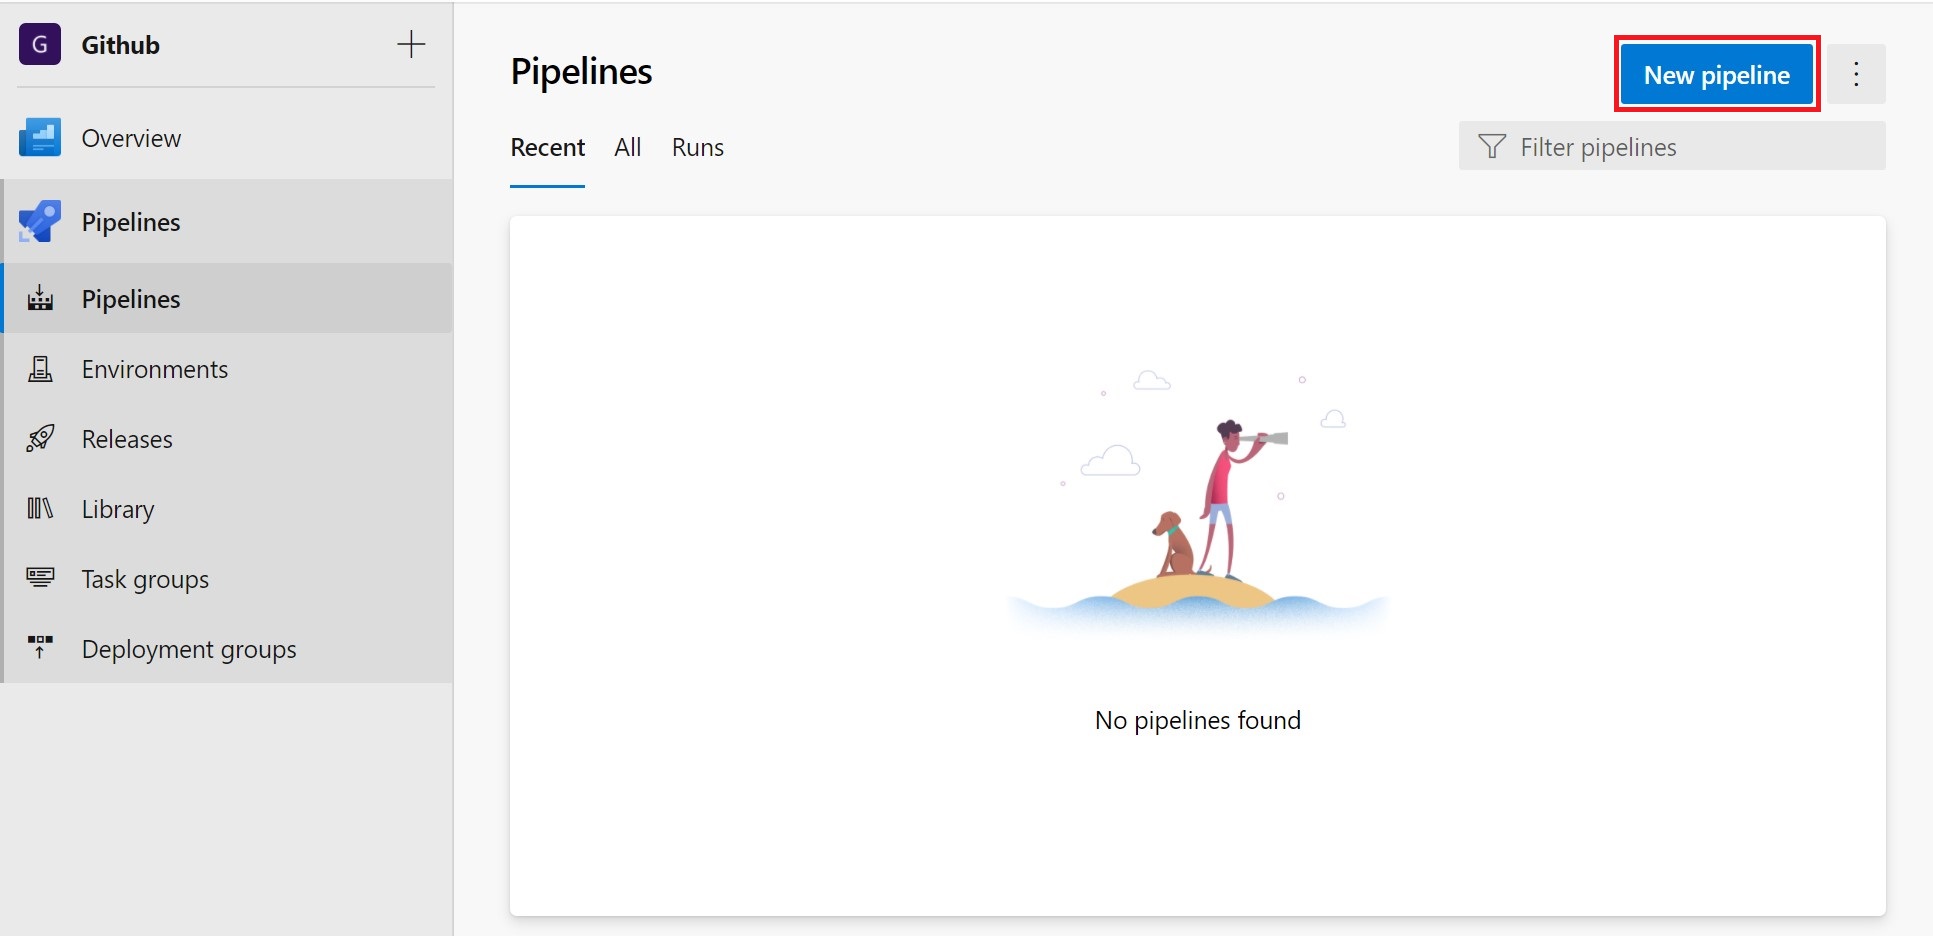 G Github
Overview
Pipelines
Pipelines
Environments
Releases
Library
Task groups
Deployment groups
Pipelines
New pipeline
Recent All Runs
Filter pipelines
No pipelines found